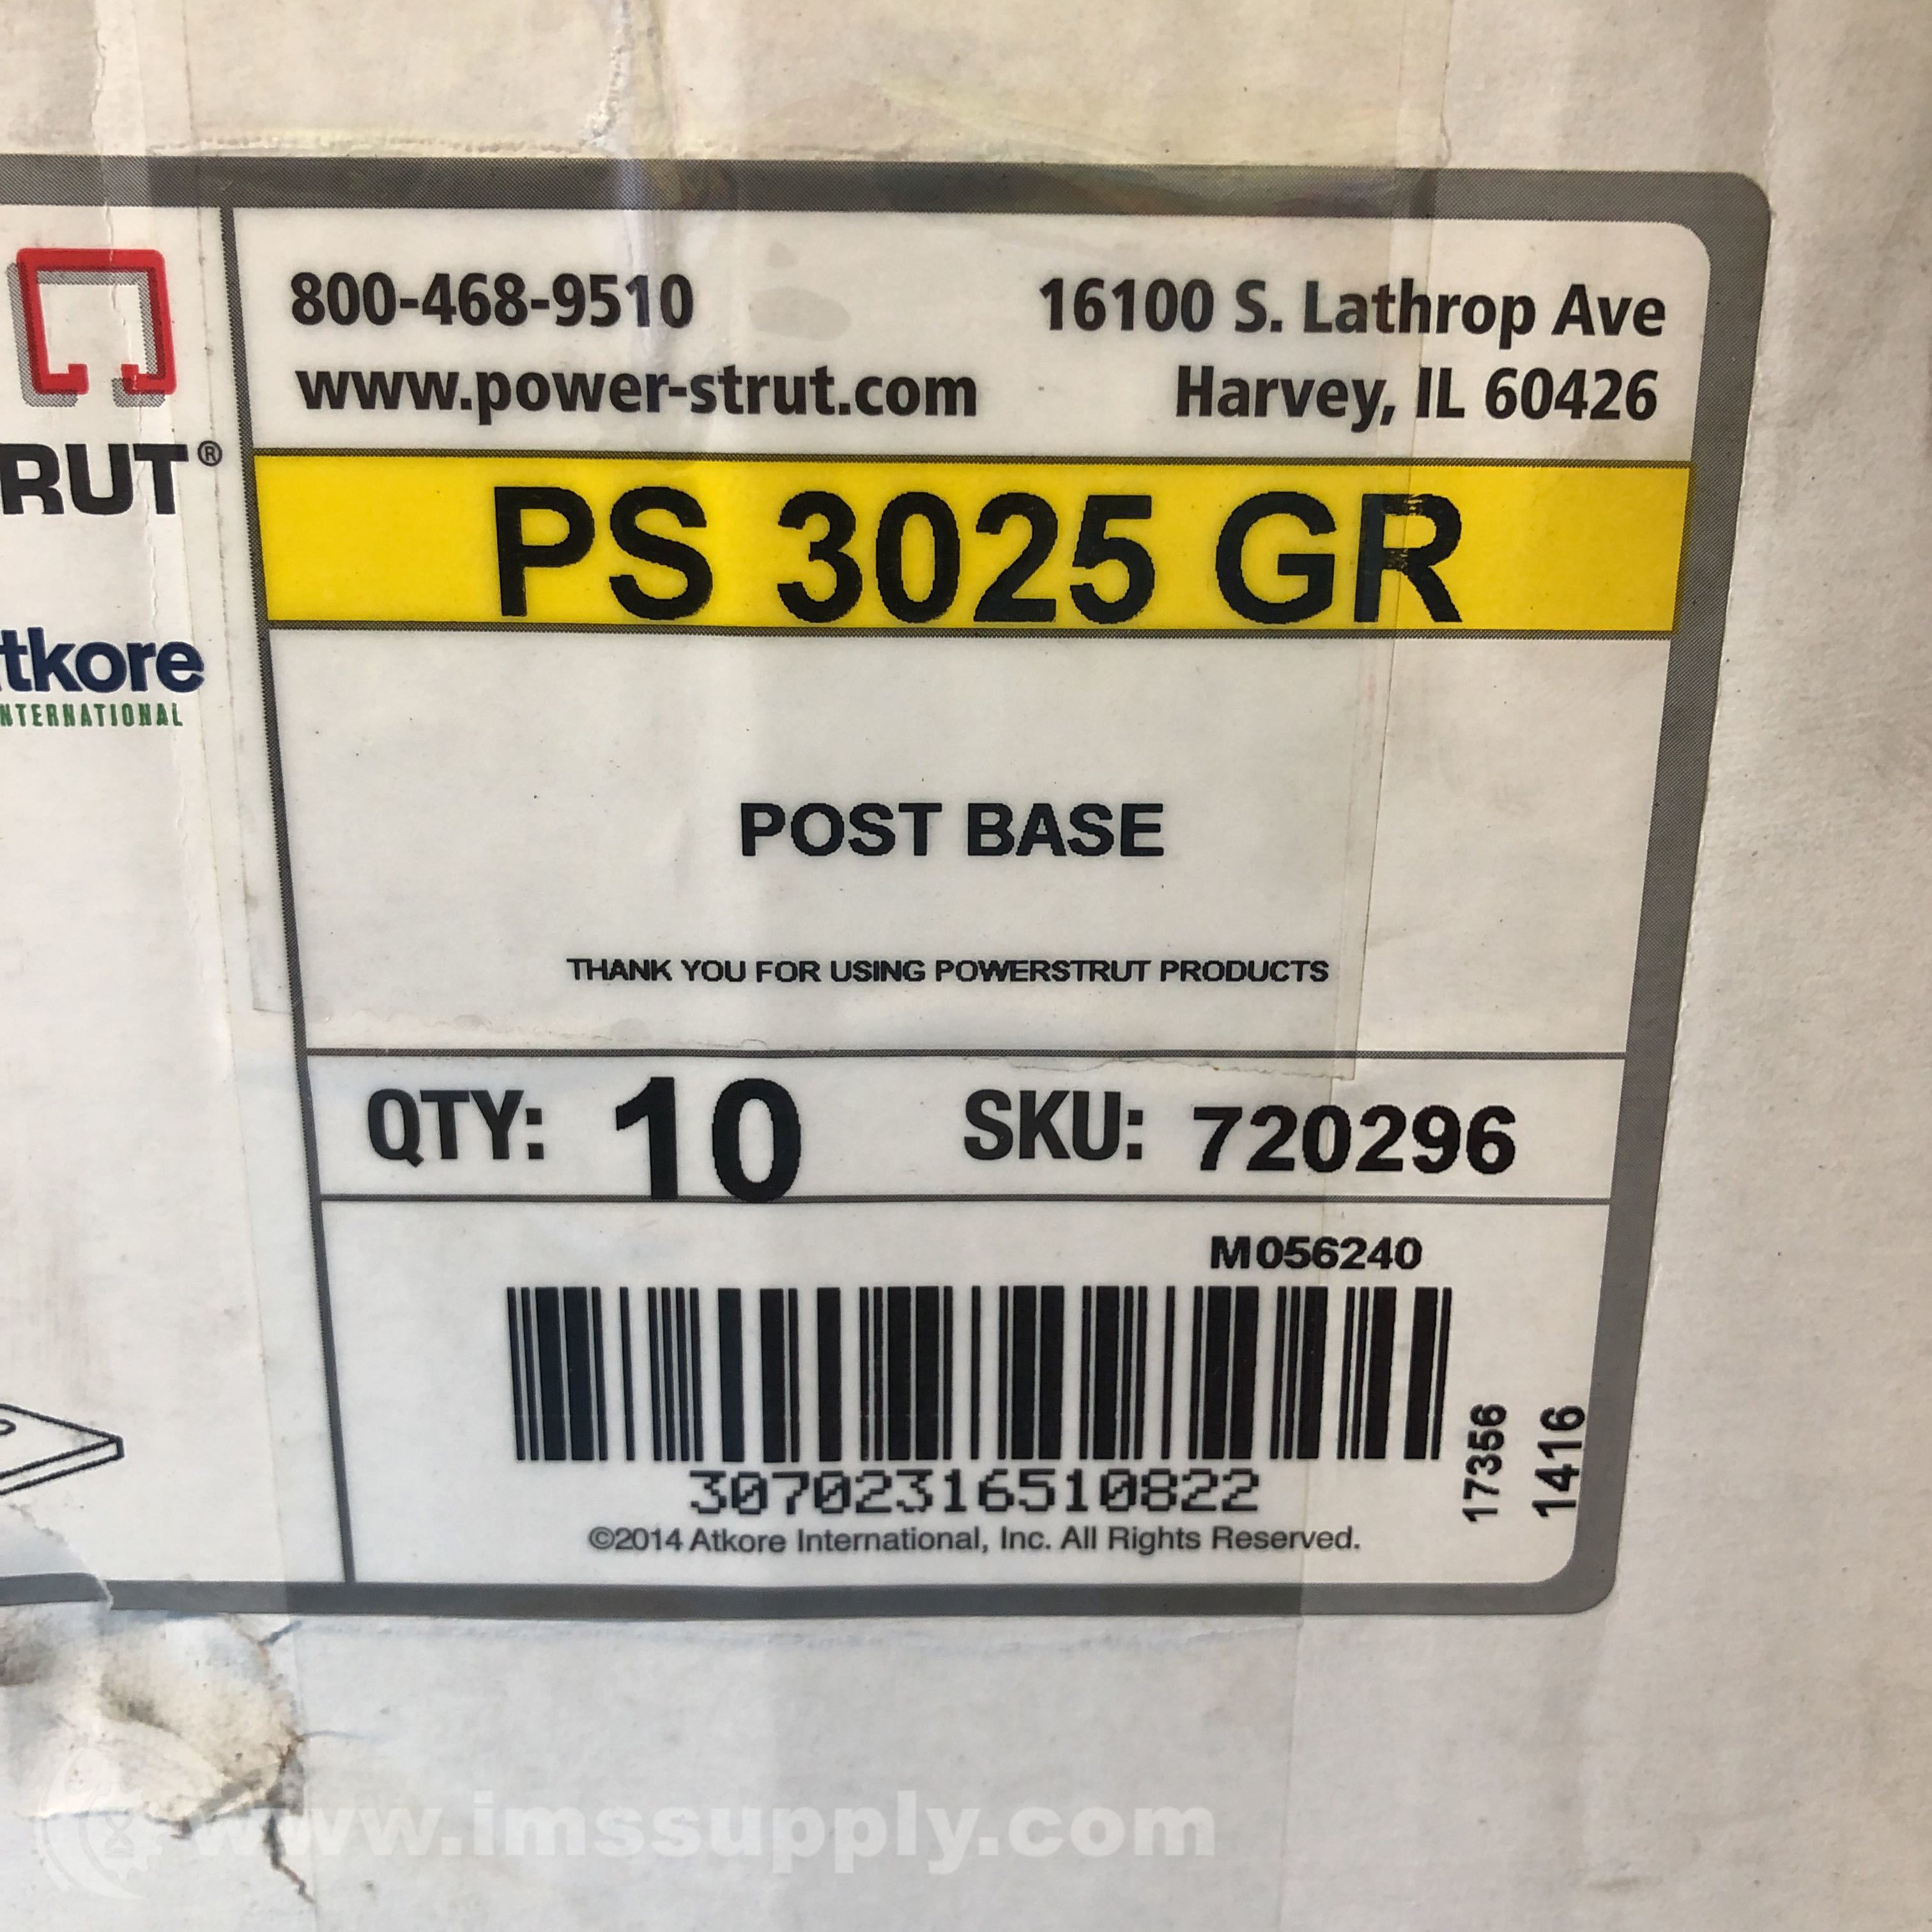 800-468-9510
www.power-strut.com
16100 S. Lathrop Ave
Harvey, IL 60426
RUT®
tkore
NTERNATIONAL
PS 3025 GR
POST BASE
THANK YOU FOR USING POWERSTRUT PRODUCTS
QTY: 10 SKU: 720296
M056240
30702316510822
©2014 Atkore International, Inc. All Rights Reserved.
17356
1416
www.imssupply.com